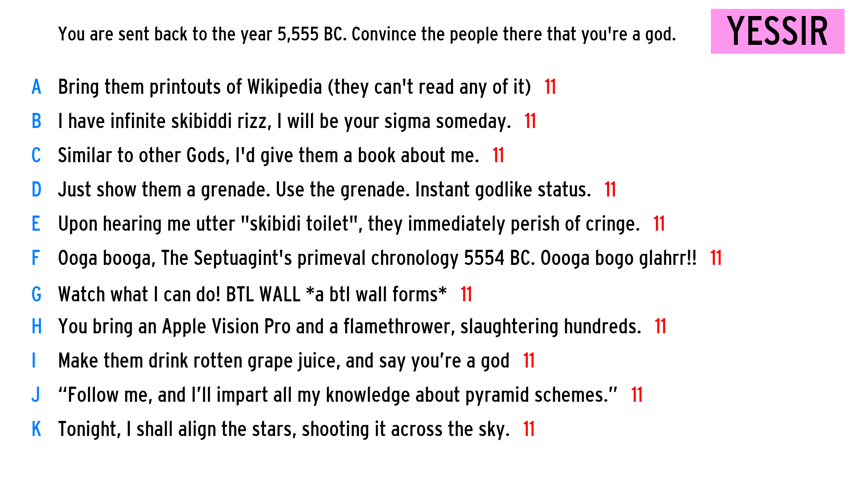 You are sent back to the year 5,555 BC. Convince the people there that you're a god.
YESSIR
A Bring them printouts of Wikipedia (they can't read any of it) 11
B I have infinite skibiddi rizz, I will be your sigma someday. 11
C Similar to other Gods, I'd give them a book about me. 11
D Just show them a grenade. Use the grenade. Instant godlike status. 11
E Upon hearing me utter "skibidi toilet", they immediately perish of cringe. 11
F Ooga booga, The Septuagint's primeval chronology 5554 BC. Oooga bogo glahrr!! 11
G Watch what I can do! BTL WALL *a btl wall forms* 11
H You bring an Apple Vision Pro and a flamethrower, slaughtering hundreds. 11
I Make them drink rotten grape juice, and say you’re a god 11
J “Follow me, and I’ll impart all my knowledge about pyramid schemes.” 11
K Tonight, I shall align the stars, shooting it across the sky. 11